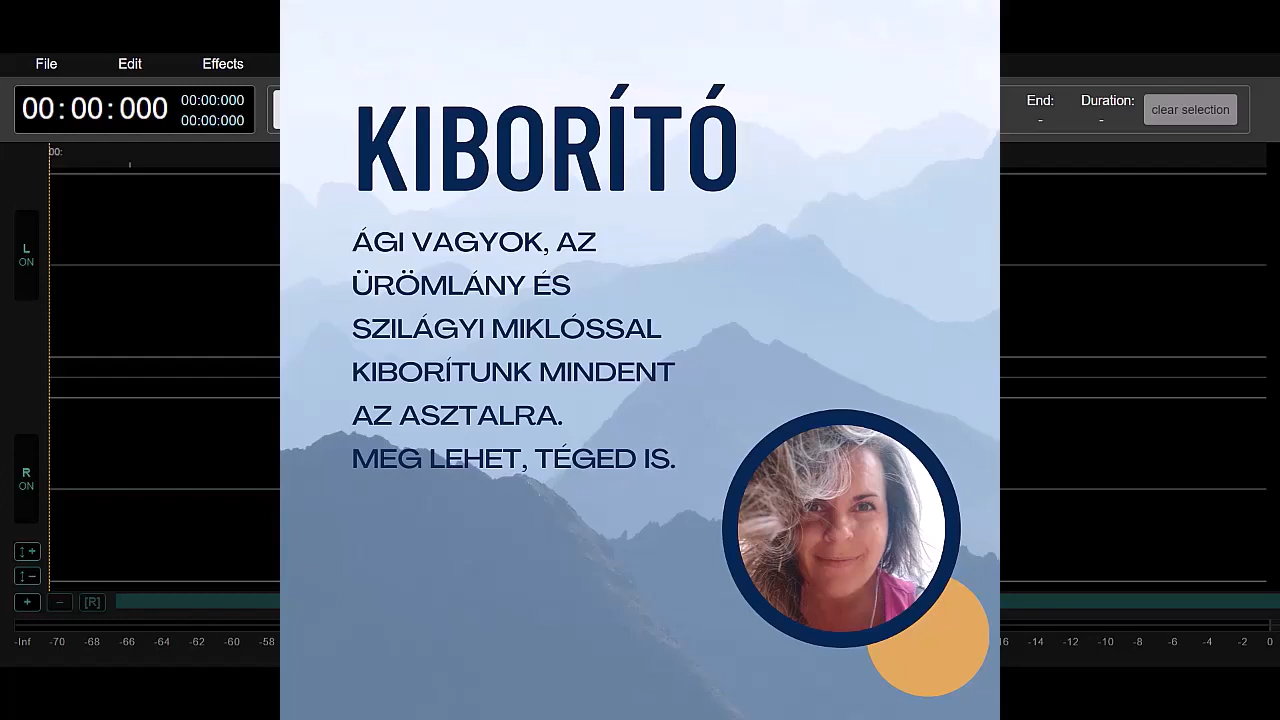 File Edit Effects
00:00:000 00:00:000
00:00:000
End: Duration: clear selection
- -
00:
KIBORÍTÓ
ÁGI VAGYOK, AZ
ÜRÖMLÁNY ÉS
SZILÁGYI MIKLÓSSAL
KIBORÍTUNK MINDENT
AZ ASZTALRA.
MEG LEHET, TÉGED IS.
L
ON
R
ON
[R]
-Inf -70 -68 -66 -64 -62 -60 -58 -14 -12 -10 -8 -6 -4 -2 0